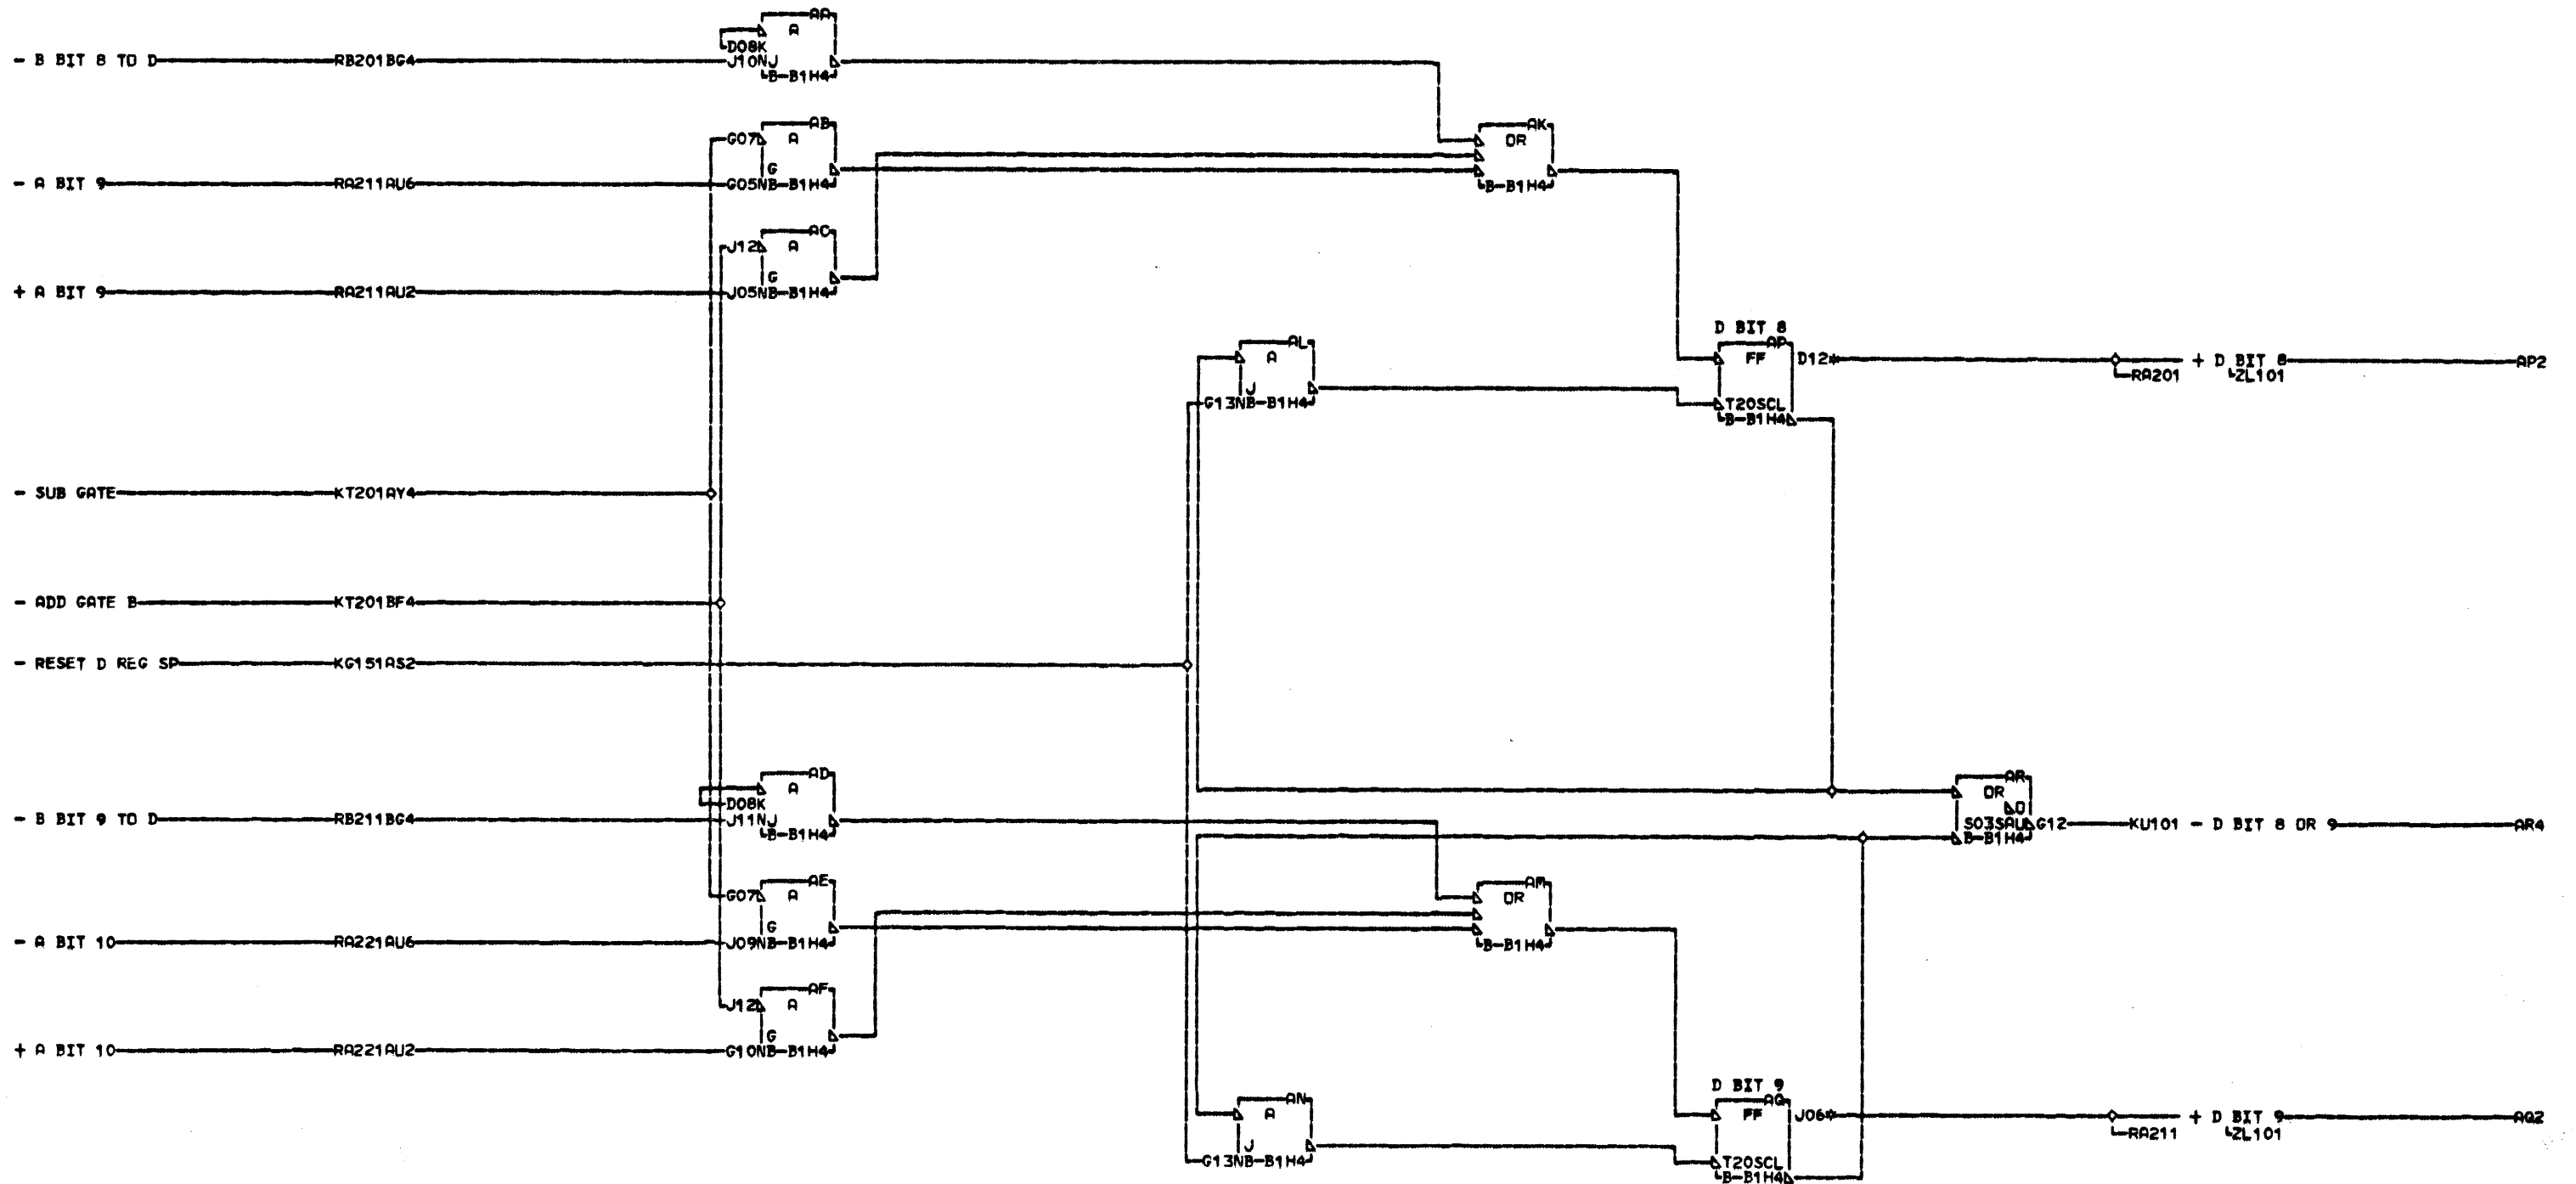 AA
A
D08K
- B BIT 8 TO D RB201BG4 J10NJ
B-B1H4
AB
G07 A
G
- A BIT 9 RA211AU6 G05NB-B1H4
AK
OR
B-B1H4
AC
J12 A
G
+ A BIT 9 RA211AU2 J05NB-B1H4
AL
A
J
G13NB-B1H4
D BIT 8
AP
FF D12* + D BIT 8 AP2
RA201 ZL101
T20SCL
B-B1H4
- SUB GATE KT201AY4
- ADD GATE B KT201BF4
- RESET D REG SP KG151AS2
AD
A
D08K
- B BIT 9 TO D RB211BG4 J11NJ
B-B1H4
AR
OR
D
S03SAU G12 KU101 - D BIT 8 OR 9 AR4
B-B1H4
AE
G07 A
G
- A BIT 10 RA221AU6 J09NB-B1H4
AM
OR
B-B1H4
AF
J12 A
G
+ A BIT 10 RA221AU2 G10NB-B1H4
AN
A
J
G13NB-B1H4
D BIT 9
AQ
FF J06* + D BIT 9 AQ2
RA211 ZL101
T20SCL
B-B1H4